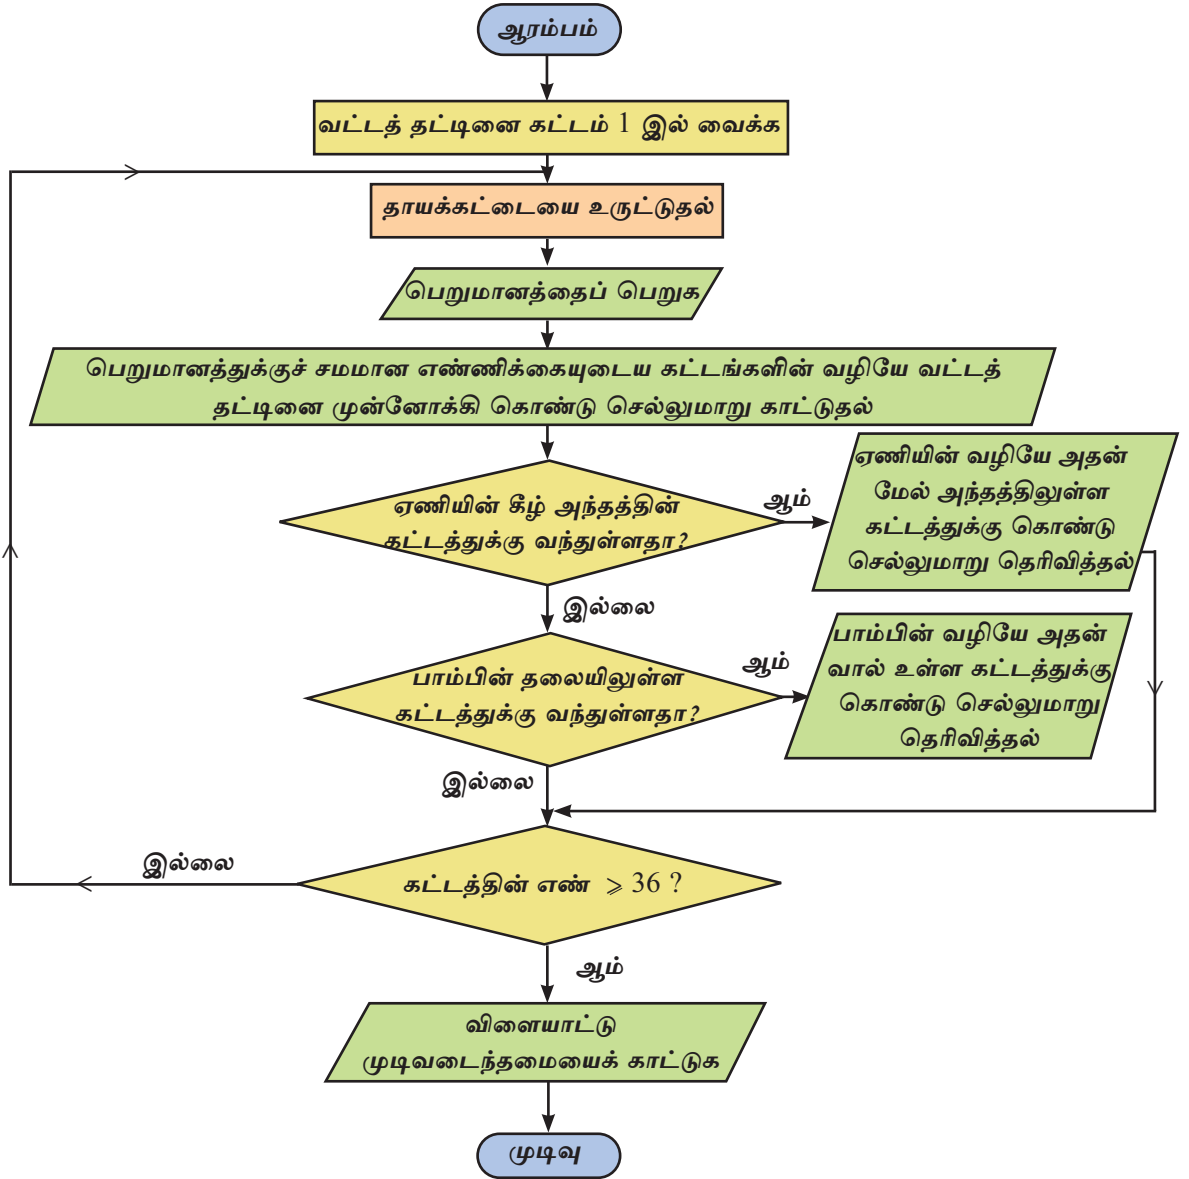 ஆரம்பம்
வட்டத் தட்டினை கட்டம் 1 இல் வைக்க
தாயக்கட்டையை உருட்டுதல்
பெறுமானத்தைப் பெறுக
பெறுமானத்துக்குச் சமமான எண்ணிக்கையுடைய கட்டங்களின் வழியே வட்டத்
தட்டினை முன்னோக்கி கொண்டு செல்லுமாறு காட்டுதல்
ஏணியின் கீழ் அந்தத்தின்
கட்டத்துக்கு வந்துள்ளதா?
ஆம்
ஏணியின் வழியே அதன்
மேல் அந்தத்திலுள்ள
கட்டத்துக்கு கொண்டு
செல்லுமாறு தெரிவித்தல்
இல்லை
பாம்பின் தலையிலுள்ள
கட்டத்துக்கு வந்துள்ளதா?
ஆம்
பாம்பின் வழியே அதன்
வால் உள்ள கட்டத்துக்கு
கொண்டு செல்லுமாறு
தெரிவித்தல்
இல்லை
கட்டத்தின் எண் ⩾ 36 ?
இல்லை
ஆம்
விளையாட்டு
முடிவடைந்தமையைக் காட்டுக
முடிவு